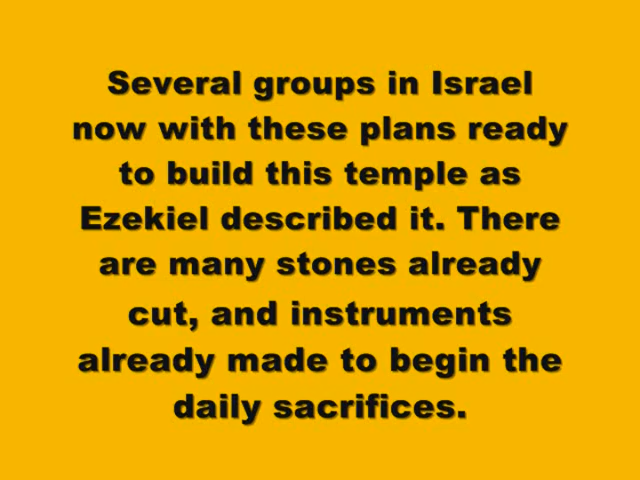 Several groups in Israel
now with these plans ready
to build this temple as
Ezekiel described it. There
are many stones already
cut, and instruments
already made to begin the
daily sacrifices.